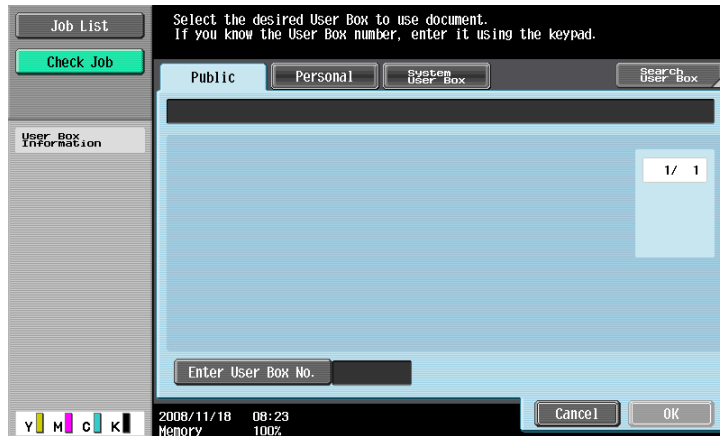 Job List
Check Job
User Box
Information
Select the desired User Box to use document.
If you know the User Box number, enter it using the keypad.
Public
Personal
System
User Box
Search
User Box
1/ 1
Enter User Box No.
Y M C K
2008/11/18 08:23
Memory 100%
Cancel
OK